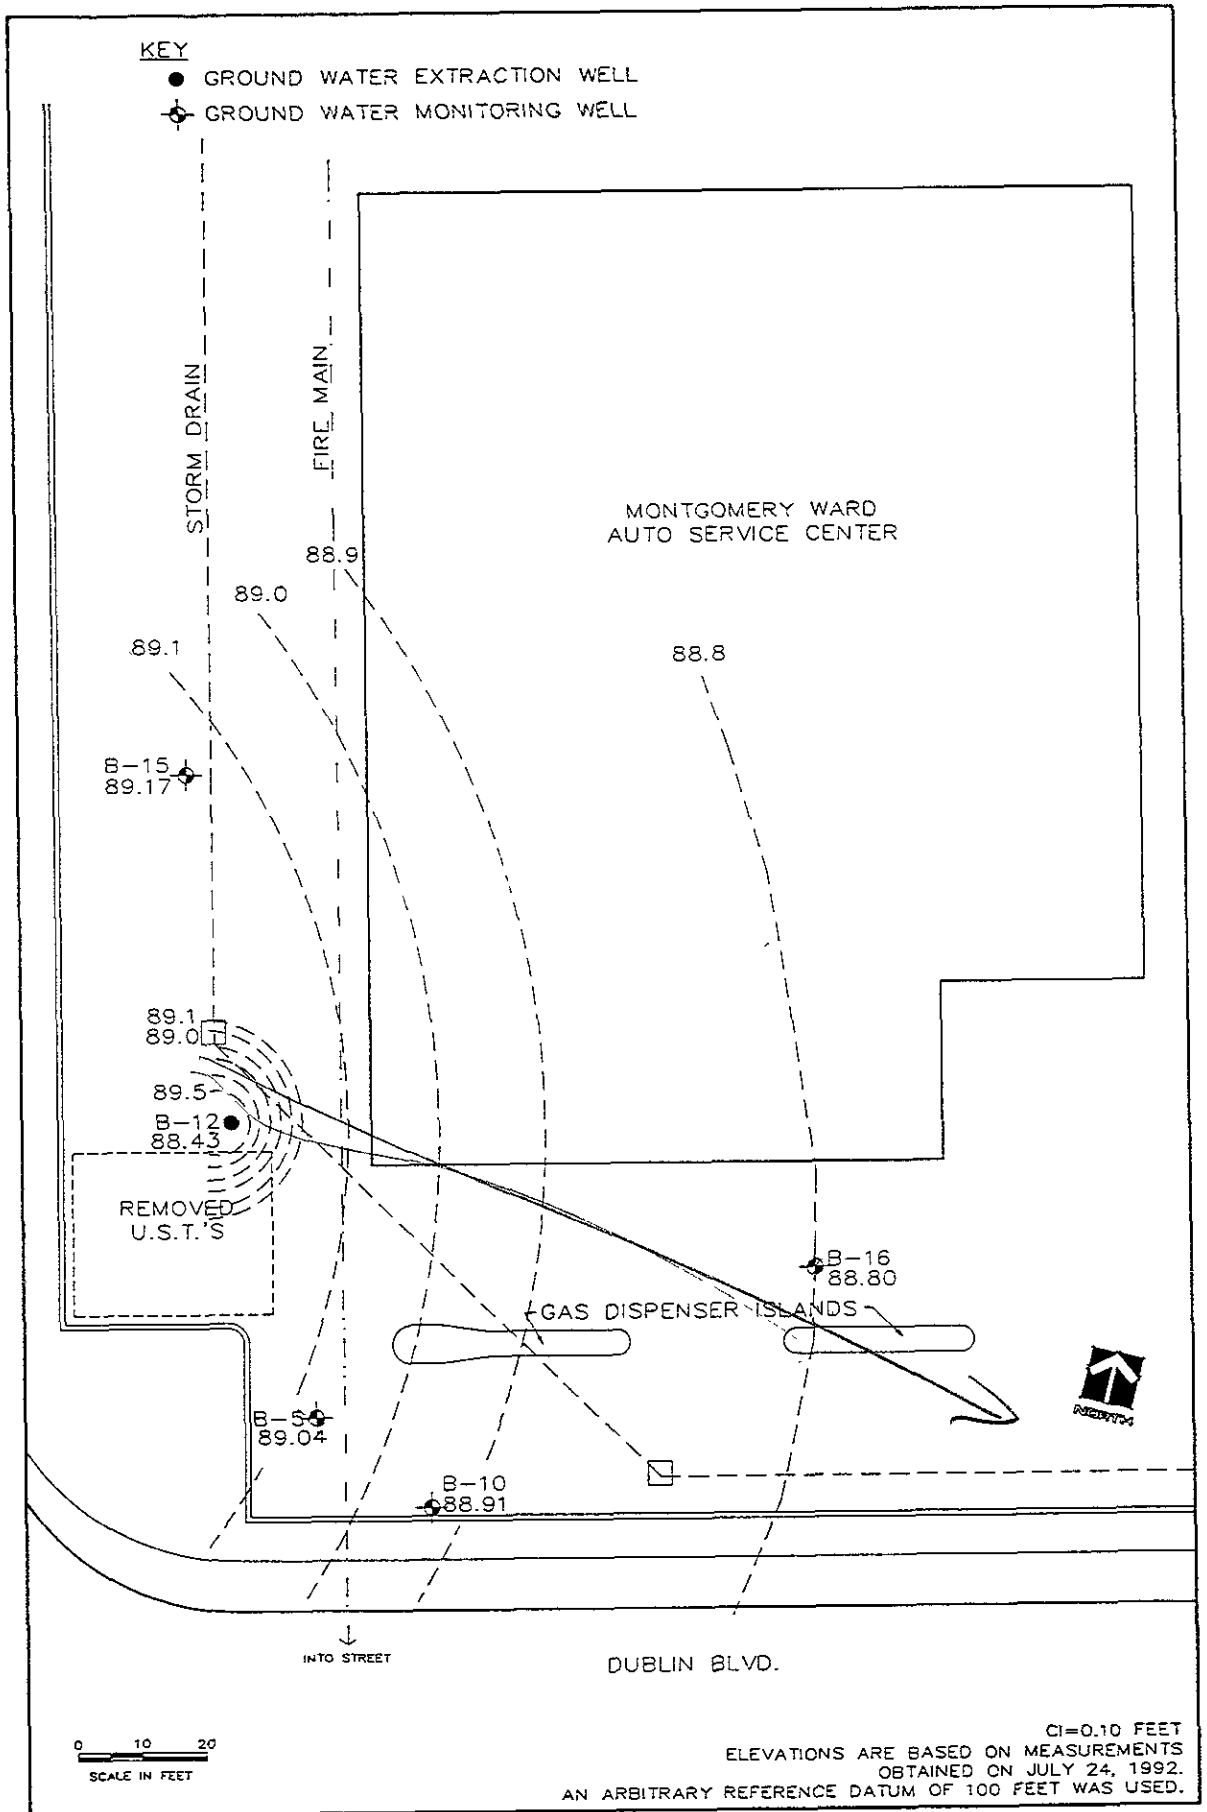 KEY
GROUND WATER EXTRACTION WELL
GROUND WATER MONITORING WELL
STORM DRAIN
FIRE MAIN
MONTGOMERY WARD
AUTO SERVICE CENTER
88.9
89.0
89.1
88.8
B-15
89.17
89.1
89.0
89.5
B-12
88.43
REMOVED
U.S.T.'S
B-16
88.80
GAS DISPENSER ISLANDS
NORTH
B-5
89.04
B-10
88.91
INTO STREET
DUBLIN BLVD.
0 10 20
SCALE IN FEET
CI=0.10 FEET
ELEVATIONS ARE BASED ON MEASUREMENTS
OBTAINED ON JULY 24, 1992.
AN ARBITRARY REFERENCE DATUM OF 100 FEET WAS USED.